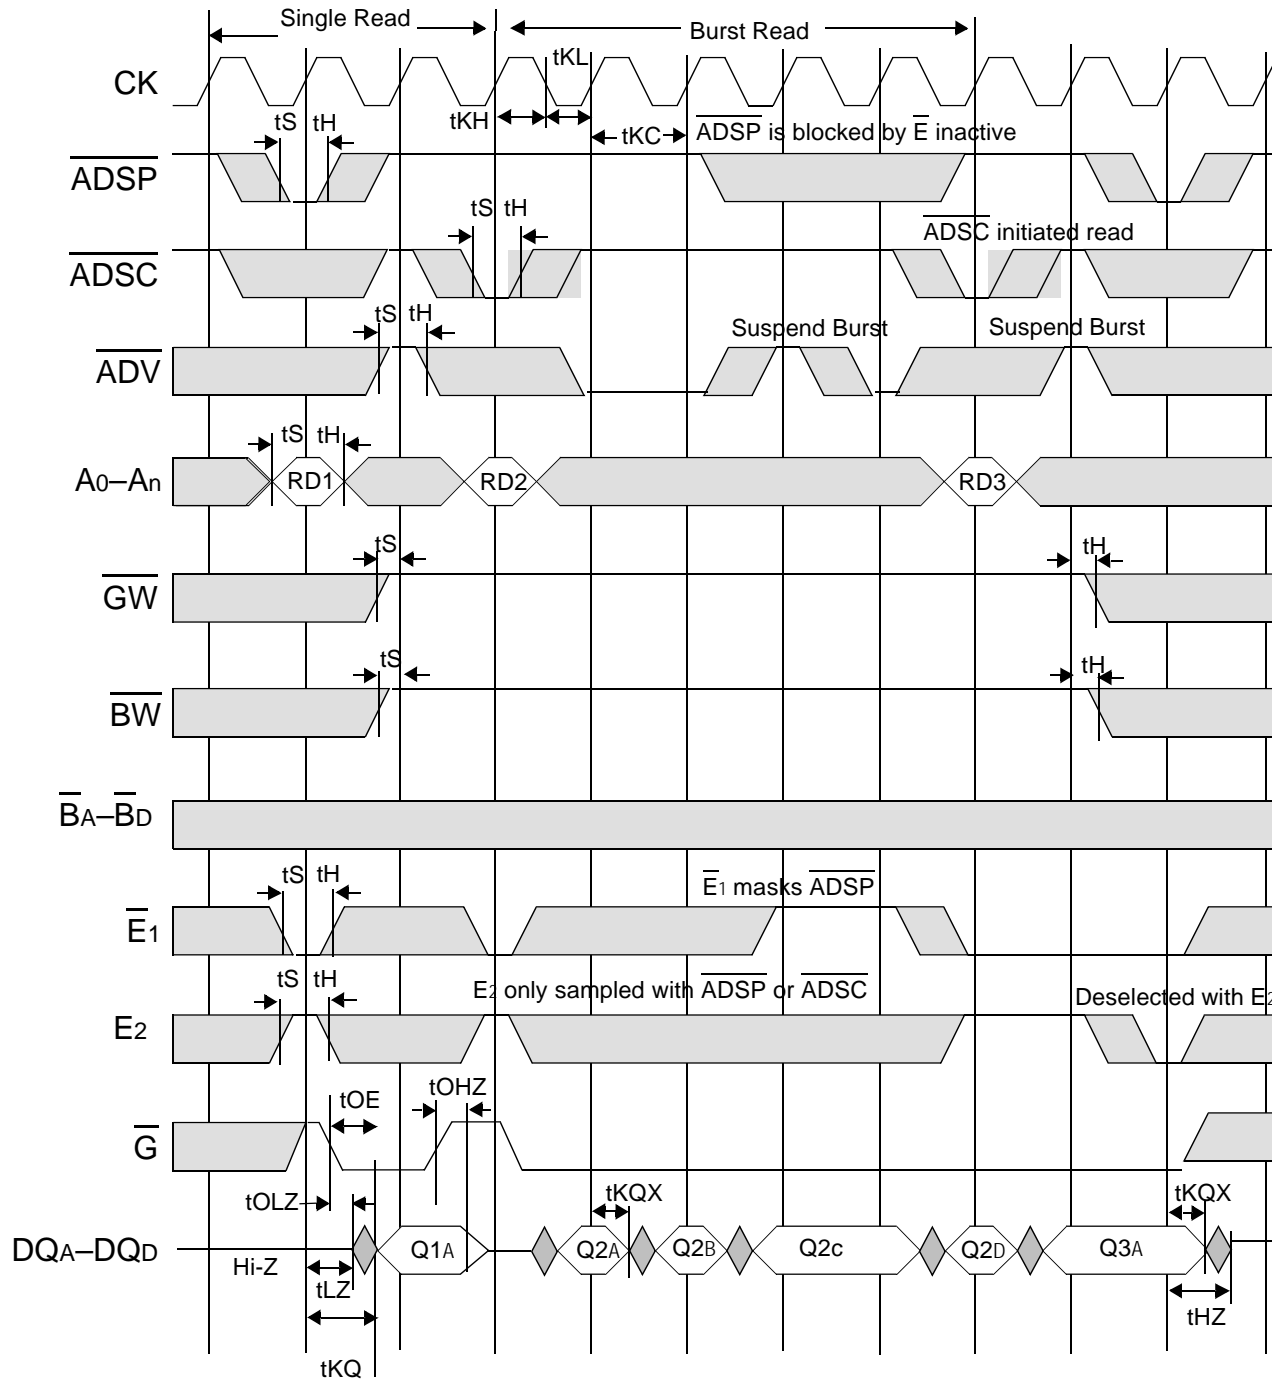 Single Read
Burst Read
CK
tKL
tKH
tKC
ADSP is blocked by E inactive
tS tH
ADSP
tS tH
ADSC initiated read
ADSC
tS tH
Suspend Burst
Suspend Burst
ADV
tS tH
A0–An
RD1
RD2
RD3
tS
tH
GW
tS
tH
BW
BA–BD
tS tH
E1 masks ADSP
E1
tS tH
E2 only sampled with ADSP or ADSC
Deselected with E2
E2
tOE
tOHZ
G
tOLZ
tKQX
tKQX
DQA–DQD
Hi-Z
Q1A
Q2A
Q2B
Q2c
Q2D
Q3A
tLZ
tHZ
tKQ